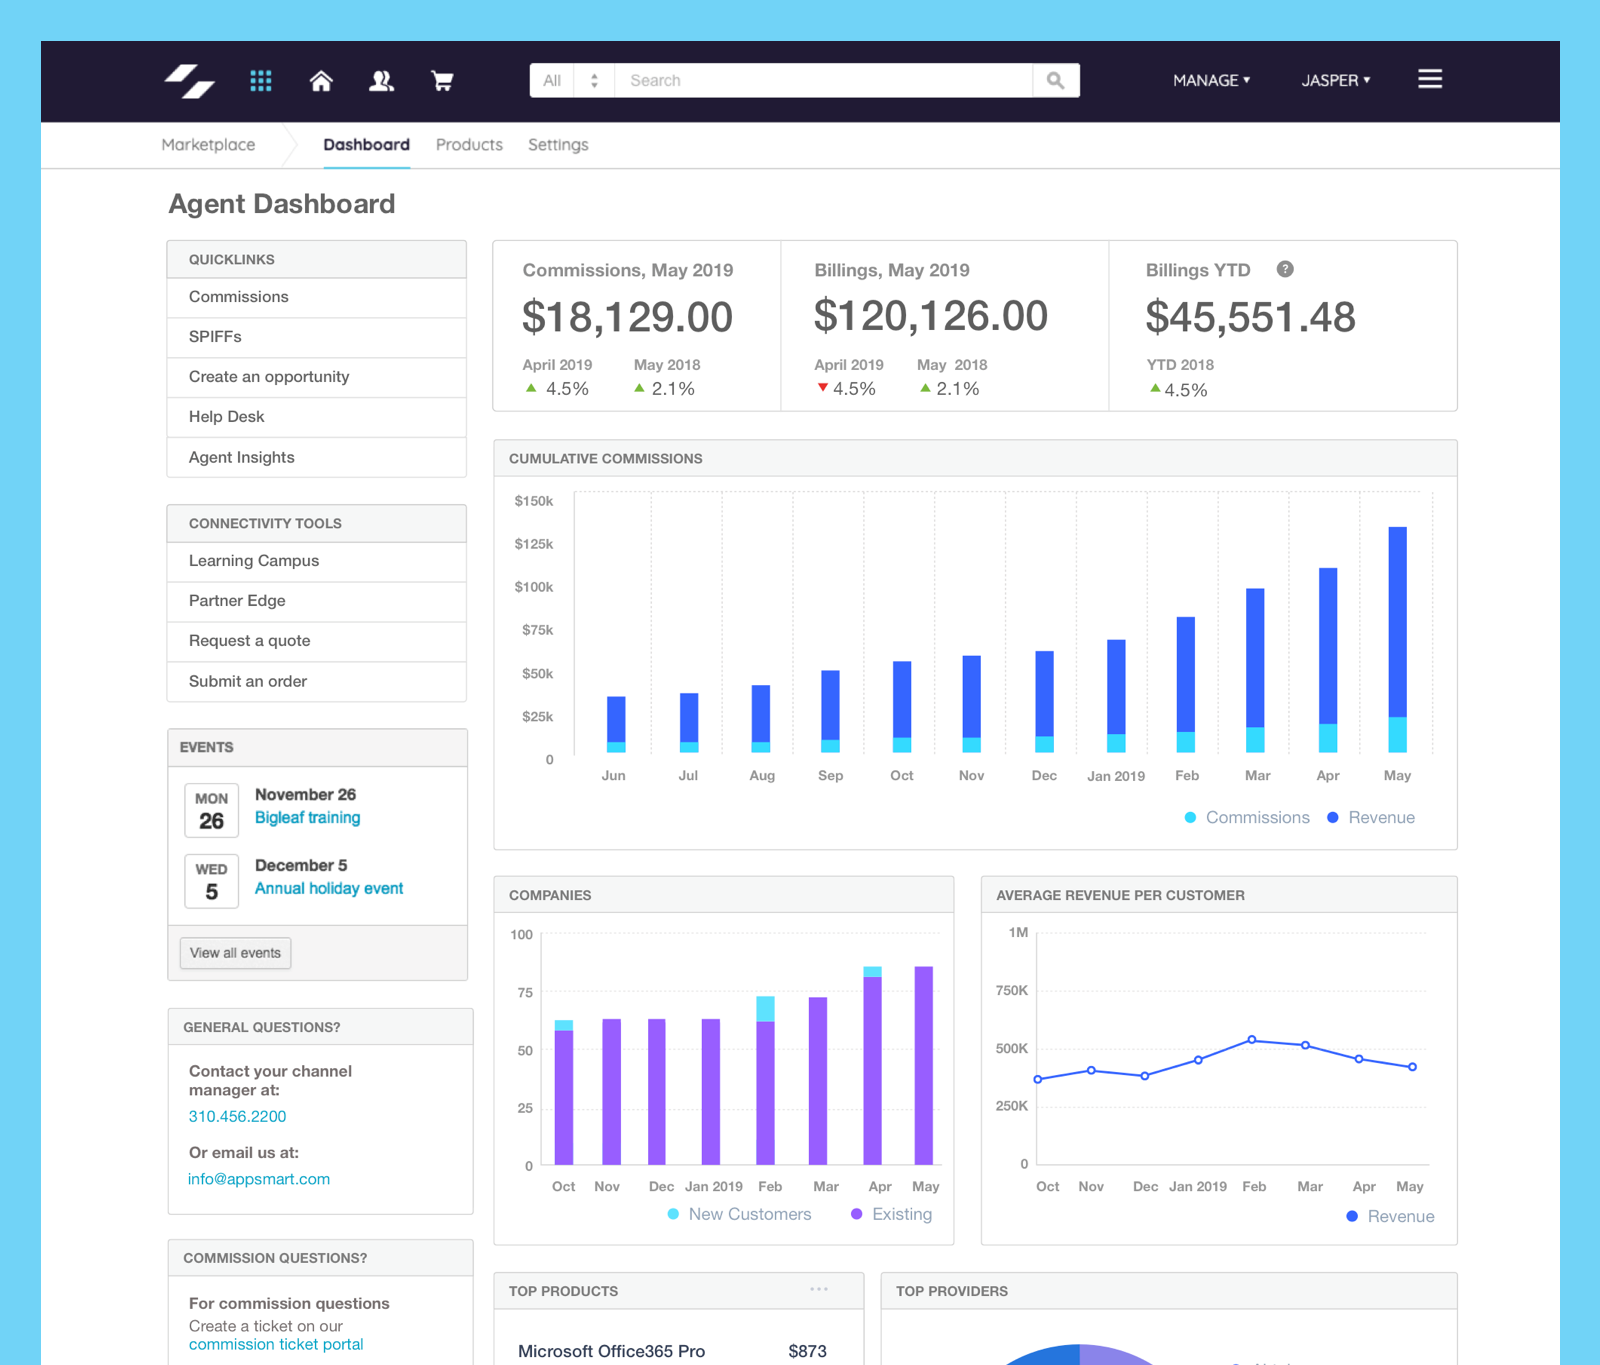 All
Search
MANAGE ▾
JASPER ▾
Marketplace
Dashboard
Products
Settings
Agent Dashboard
QUICKLINKS
Commissions
SPIFFs
Create an opportunity
Help Desk
Agent Insights
CONNECTIVITY TOOLS
Learning Campus
Partner Edge
Request a quote
Submit an order
EVENTS
MON
26
November 26
Bigleaf training
WED
5
December 5
Annual holiday event
View all events
GENERAL QUESTIONS?
Contact your channel
manager at:
310.456.2200
Or email us at:
info@appsmart.com
COMMISSION QUESTIONS?
For commission questions
Create a ticket on our
commission ticket portal
Commissions, May 2019
$18,129.00
April 2019 May 2018
▲ 4.5% ▲ 2.1%
Billings, May 2019
$120,126.00
April 2019 May 2018
▼ 4.5% ▲ 2.1%
Billings YTD ?
$45,551.48
YTD 2018
▲ 4.5%
CUMULATIVE COMMISSIONS
$150k
$125k
$100k
$75k
$50k
$25k
0
Jun Jul Aug Sep Oct Nov Dec Jan 2019 Feb Mar Apr May
Commissions Revenue
COMPANIES
100
75
50
25
0
Oct Nov Dec Jan 2019 Feb Mar Apr May
New Customers Existing
AVERAGE REVENUE PER CUSTOMER
1M
750K
500K
250K
0
Oct Nov Dec Jan 2019 Feb Mar Apr May
Revenue
TOP PRODUCTS
Microsoft Office365 Pro $873
TOP PROVIDERS